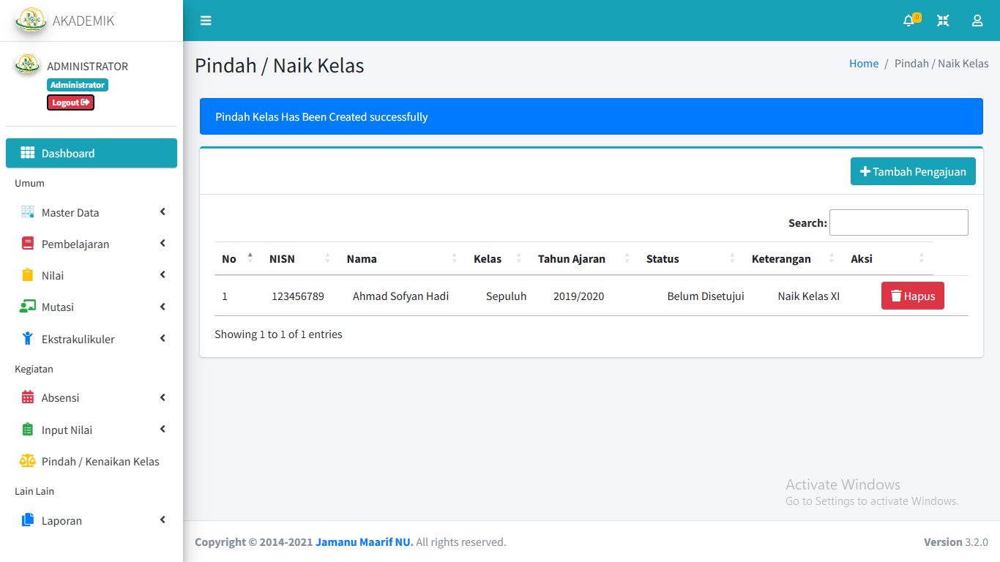 AKADEMIK
0
ADMINISTRATOR
Administrator
Logout
Dashboard
Umum
Master Data
Pembelajaran
Nilai
Mutasi
Ekstrakulikuler
Kegiatan
Absensi
Input Nilai
Pindah / Kenaikan Kelas
Lain Lain
Laporan
Pindah / Naik Kelas
Home / Pindah / Naik Kelas
Pindah Kelas Has Been Created successfully
Tambah Pengajuan
Search:
No NISN Nama Kelas Tahun Ajaran Status Keterangan Aksi
1 123456789 Ahmad Sofyan Hadi Sepuluh 2019/2020 Belum Disetujui Naik Kelas XI Hapus
Showing 1 to 1 of 1 entries
Activate Windows
Go to Settings to activate Windows.
Copyright © 2014-2021 Jamanu Maarif NU. All rights reserved.
Version 3.2.0